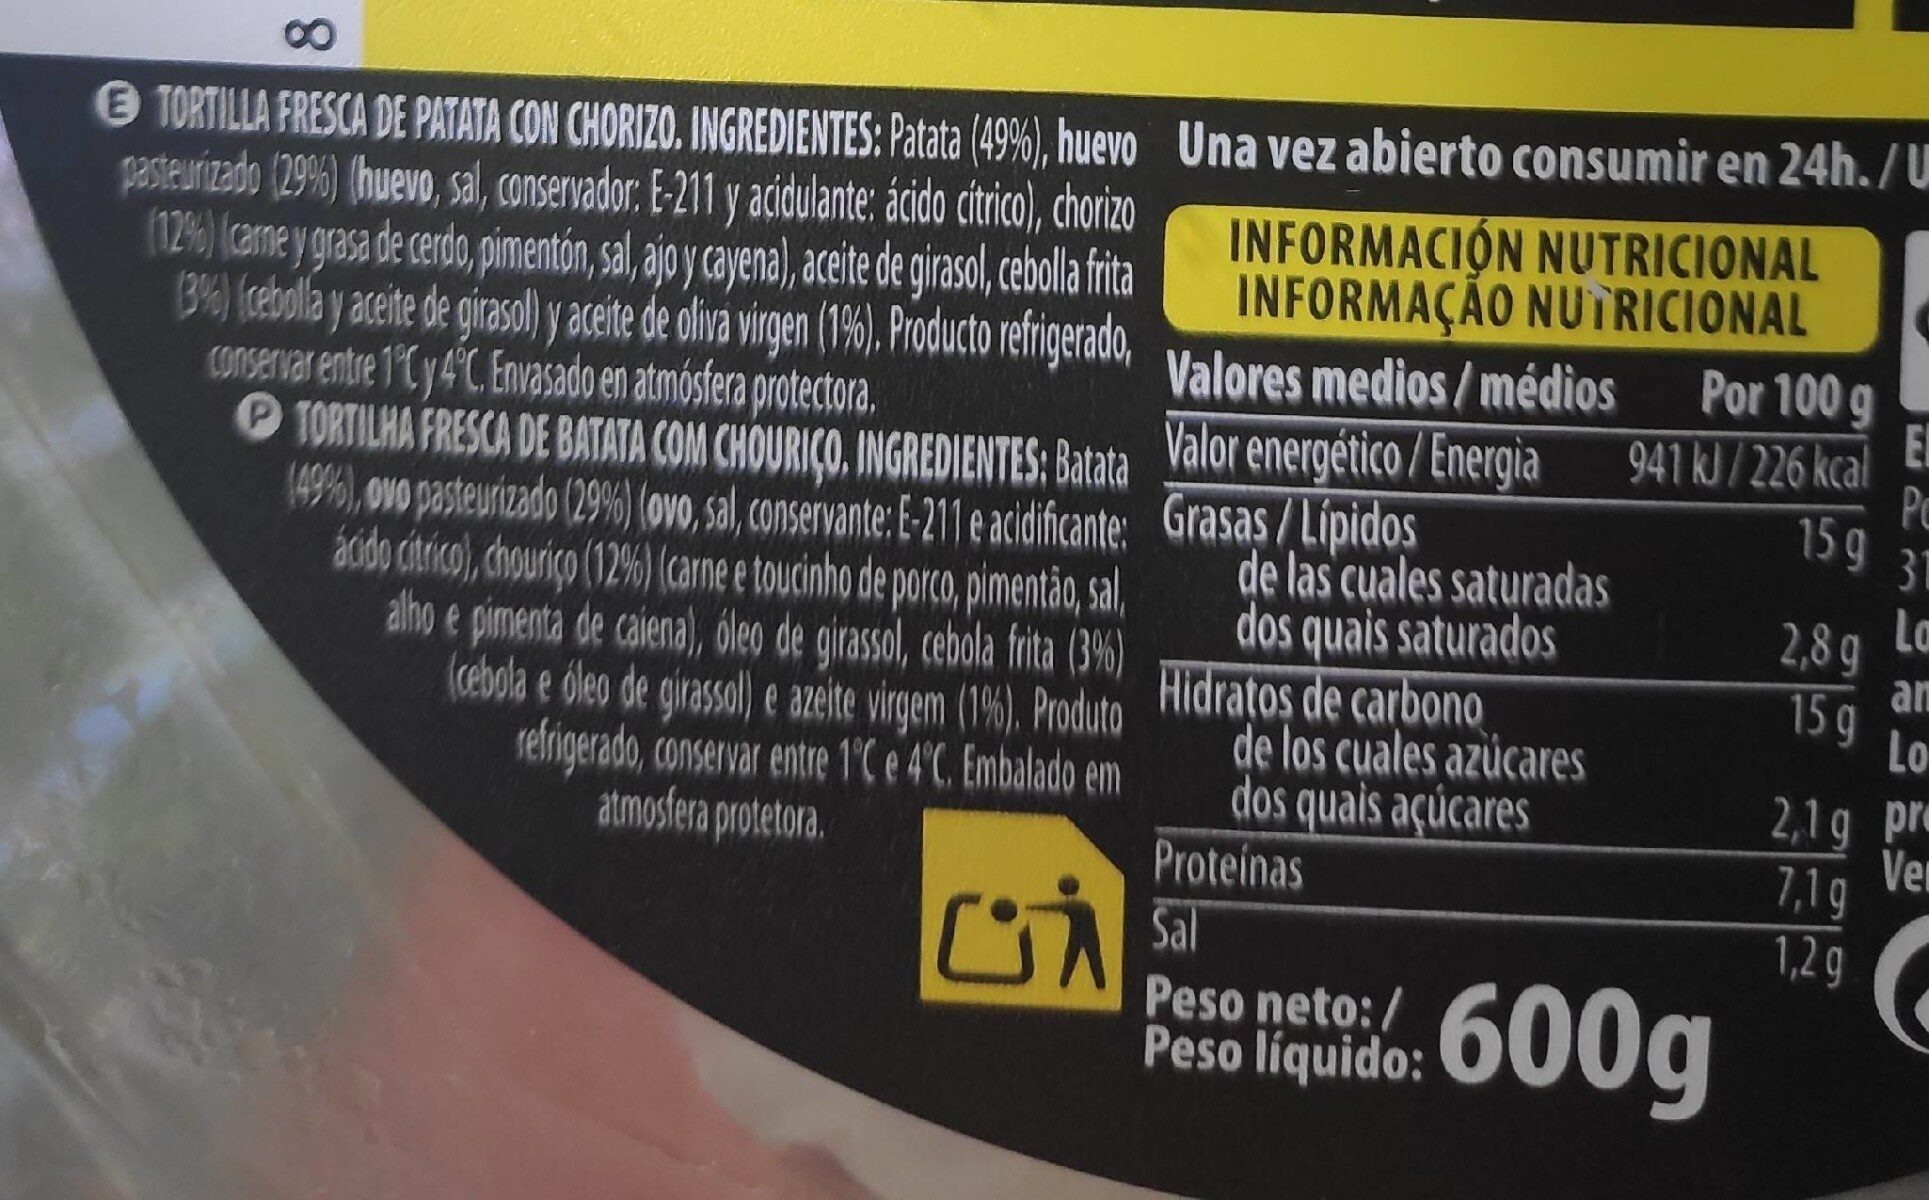 8
E TORTILLA FRESCA DE PATATA CON CHORIZO. INGREDIENTES: Patata (49%), huevo
pasteurizado (29%) (huevo, sal, conservador: E-211 y acidulante: ácido cítrico), chorizo
(12%) (carne y grasa de cerdo, pimentón, sal, ajo y cayena), aceite de girasol, cebolla frita
(3%) (cebolla y aceite de girasol) y aceite de oliva virgen (1%). Producto refrigerado,
conservar entre 1°C y 4°C. Envasado en atmósfera protectora.
P TORTILHA FRESCA DE BATATA COM CHOURIÇO. INGREDIENTES: Batata
(49%), ovo pasteurizado (29%) (ovo, sal, conservante: E-211 e acidificante:
ácido cítrico), chouriço (12%) (carne e toucinho de porco, pimentão, sal,
alho e pimenta de caiena), óleo de girassol, cebola frita (3%)
(cebola e óleo de girassol) e azeite virgem (1%). Produto
refrigerado, conservar entre 1°C e 4°C. Embalado em
atmosfera protetora.
Una vez abierto consumir en 24h. / U
INFORMACIÓN NUTRICIONAL
INFORMAÇÃO NUTRICIONAL
Valores medios / médios Por 100 g
Valor energético / Energia 941 kJ / 226 kcal
Grasas / Lípidos 15 g
de las cuales saturadas
dos quais saturados 2,8 g
Hidratos de carbono 15 g
de los cuales azúcares
dos quais açúcares 2,1 g
Proteínas 7,1 g
Sal 1,2 g
Peso neto: /
Peso líquido: 600g